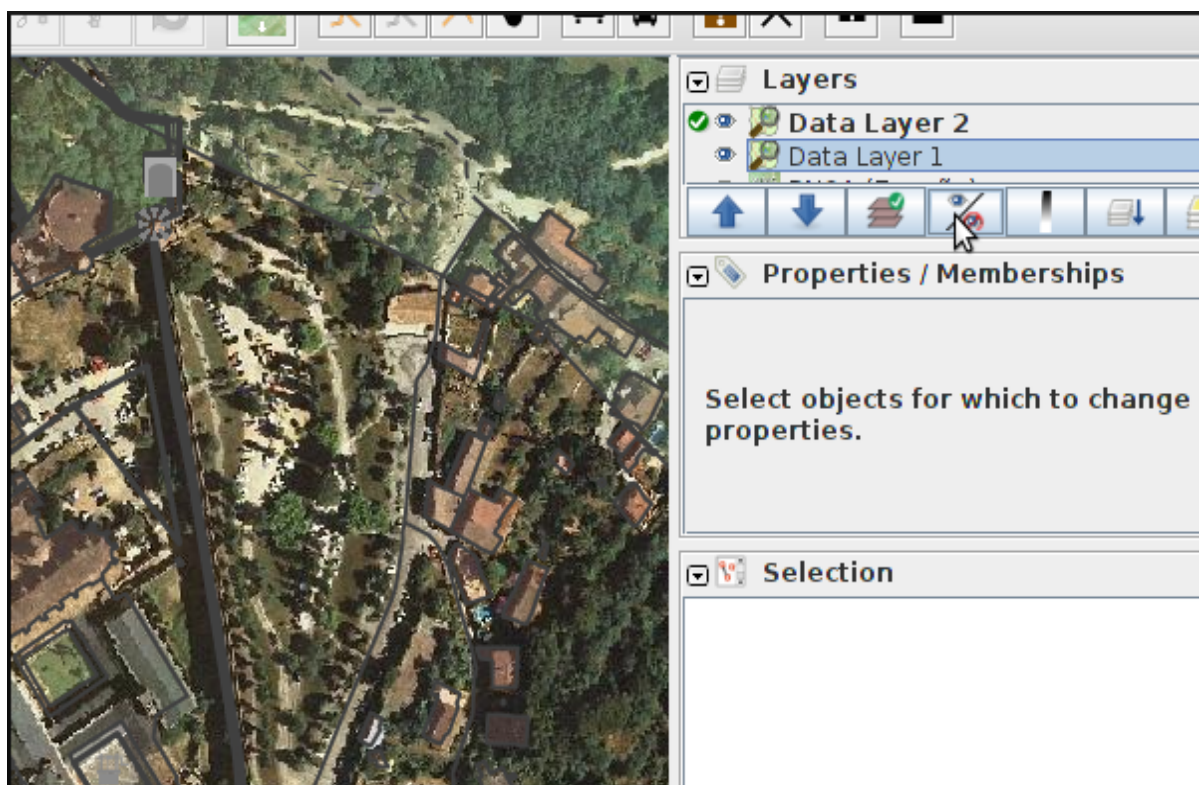 Layers
Data Layer 2
Data Layer 1
Properties / Memberships
Select objects for which to change
properties.
Selection